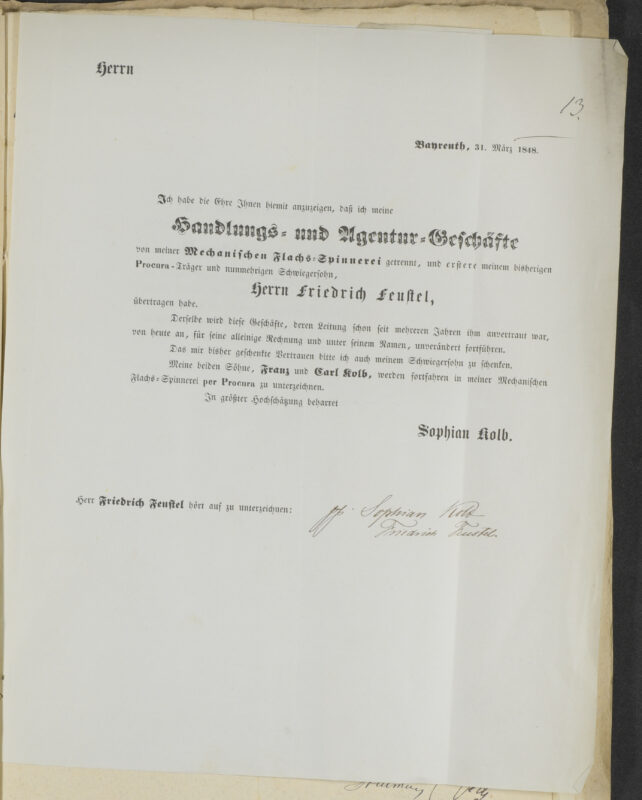 Herrn
13.
Bayreuth, 31. März 1848.
Ich habe die Ehre Ihnen hiemit anzuzeigen, daß ich meine
Handlungs- und Agentur-Geschäfte
von meiner Mechanischen Flachs-Spinnerei getrennt, und erstere meinem bisherigen
Procura-Träger und nunmehrigen Schwiegersohn,
Herrn Friedrich Feustel,
übertragen habe.
Derselbe wird diese Geschäfte, deren Leitung schon seit mehreren Jahren ihm anvertraut war,
von heute an, für seine alleinige Rechnung und unter seinem Namen, unverändert fortführen.
Das mir bisher geschenkte Vertrauen bitte ich auch meinem Schwiegersohn zu schenken.
Meine beiden Söhne, Franz und Carl Kolb, werden fortfahren in meiner Mechanischen
Flachs-Spinnerei per Procura zu unterzeichnen.
In größter Hochschätzung beharret
Sophian Kolb.
Herr Friedrich Feustel hört auf zu unterzeichnen:
pp. Sophian Kolb
Friedrich Feustel.